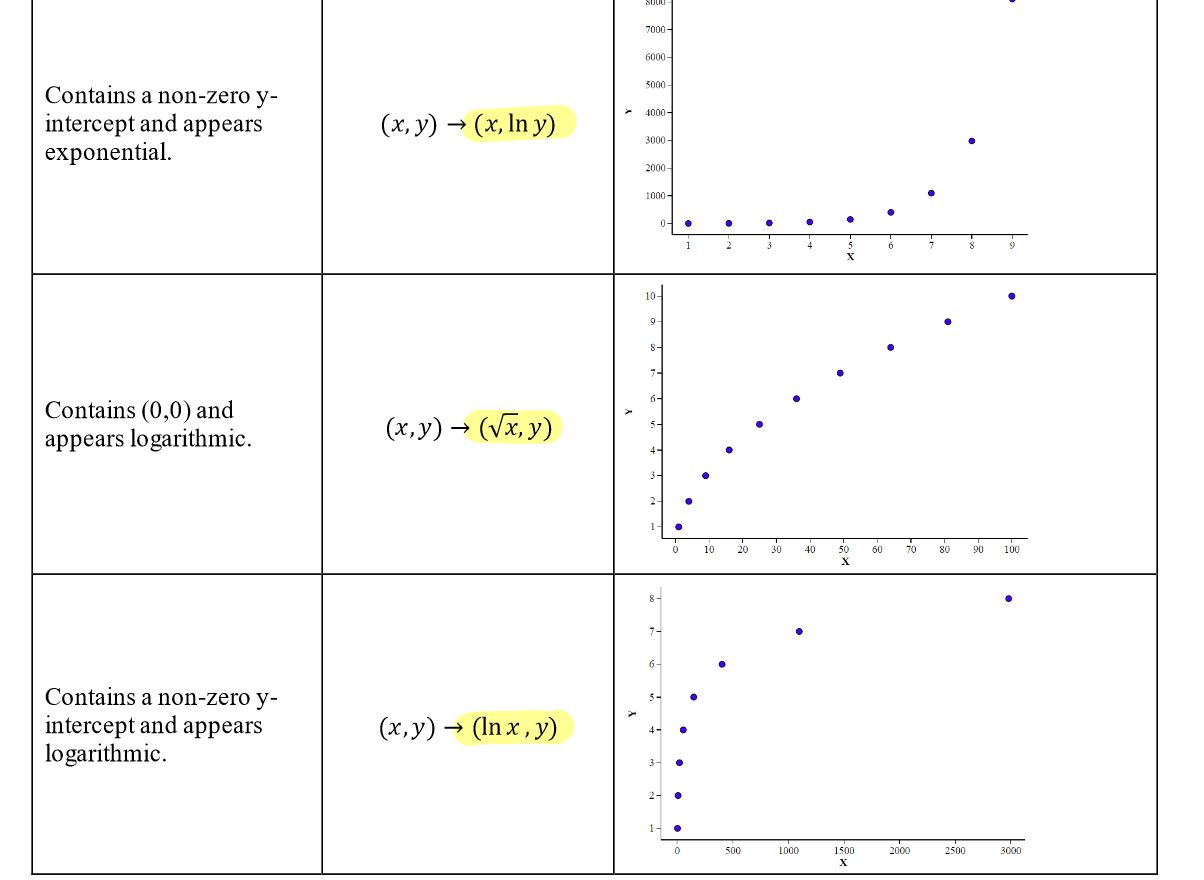 Contains a non-zero y-
intercept and appears
exponential.
(x, y) → (x, ln y)
8000
7000
6000
5000
4000
3000
2000
1000
0
Y
1 2 3 4 5 6 7 8 9
X
Contains (0,0) and
appears logarithmic.
(x, y) → (√x, y)
10
9
8
7
6
5
4
3
2
1
Y
0 10 20 30 40 50 60 70 80 90 100
X
Contains a non-zero y-
intercept and appears
logarithmic.
(x, y) → (ln x , y)
8
7
6
5
4
3
2
1
Y
0 500 1000 1500 2000 2500 3000
X